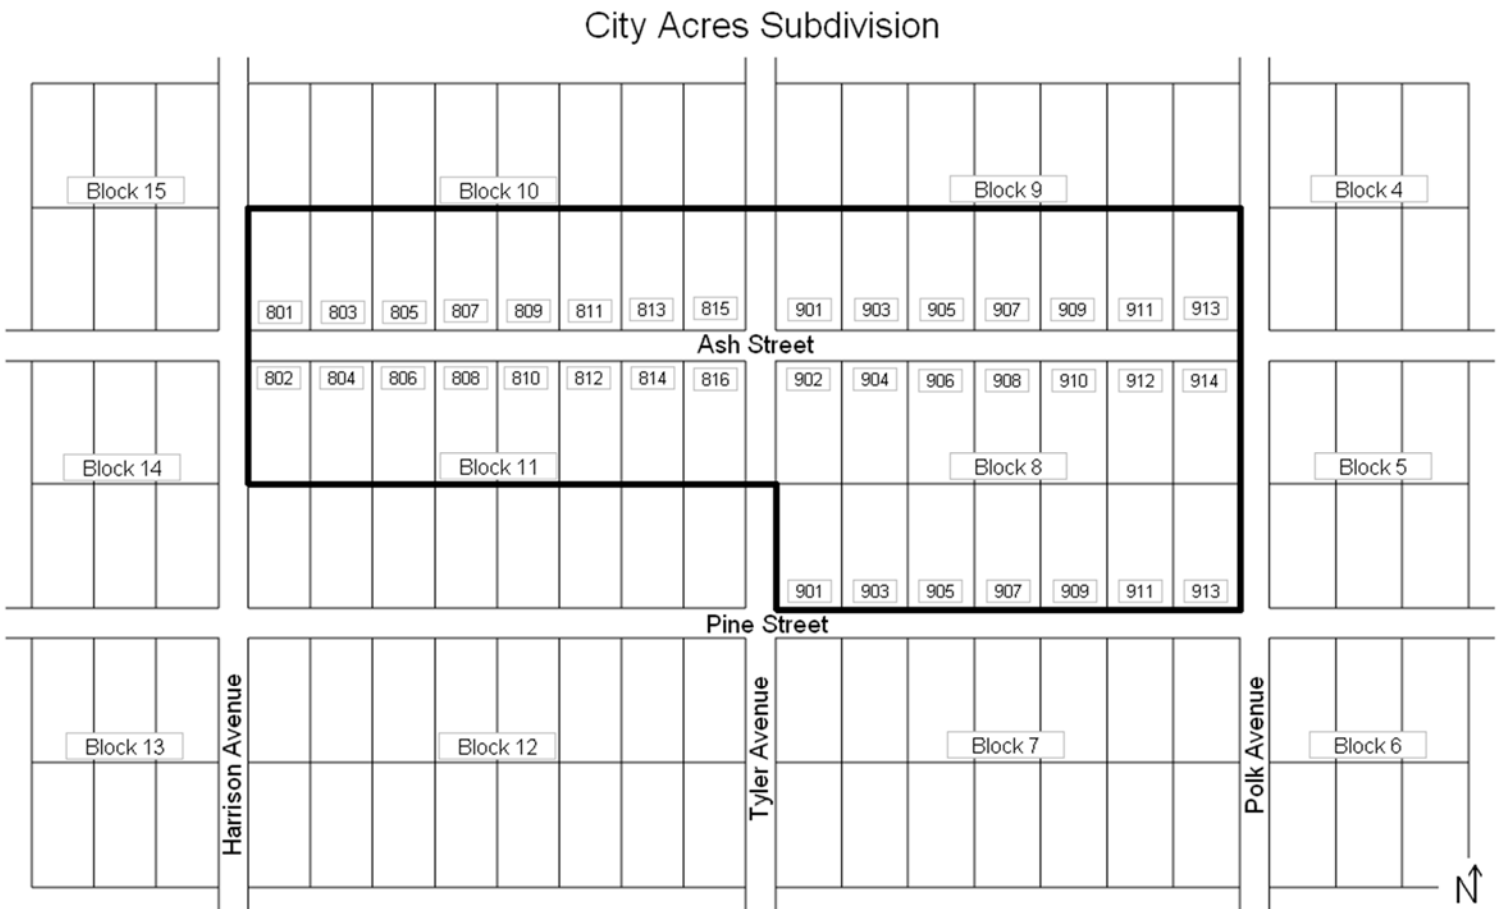 City Acres Subdivision
Block 15
Block 10
Block 9
Block 4
801 803 805 807 809 811 813 815 901 903 905 907 909 911 913
Ash Street
802 804 806 808 810 812 814 816 902 904 906 908 910 912 914
Block 14
Block 11
Block 8
Block 5
901 903 905 907 909 911 913
Pine Street
Harrison Avenue
Tyler Avenue
Polk Avenue
Block 13
Block 12
Block 7
Block 6
N